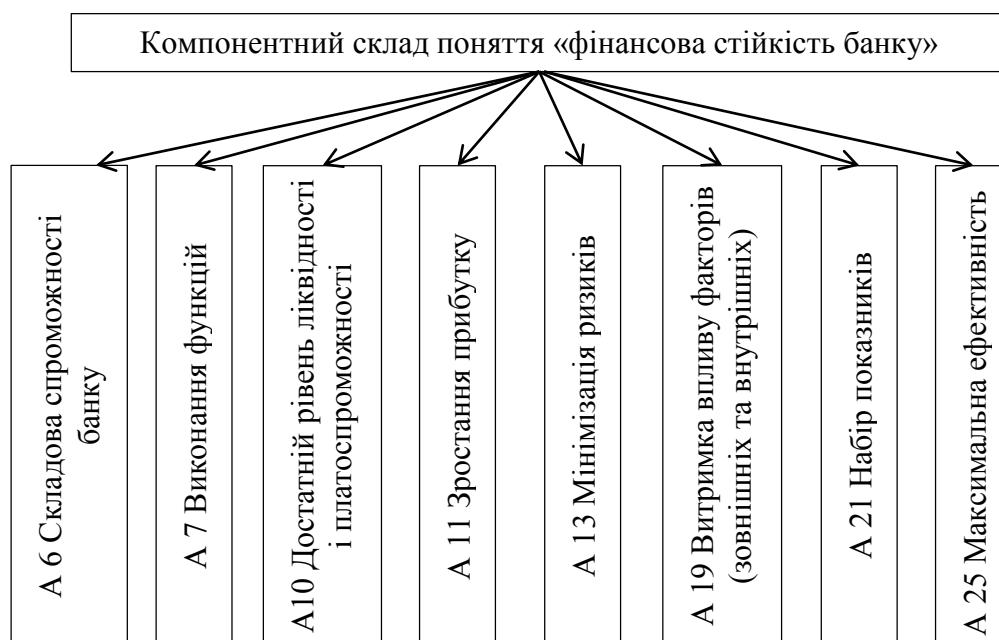 Компонентний склад поняття «фінансова стійкість банку»
А 6 Складова спроможності
банку
А 7 Виконання функцій
А10 Достатній рівень ліквідності
і платоспроможності
А 11 Зростання прибутку
А 13 Мінімізація ризиків
А 19 Витримка впливу факторів
(зовнішніх та внутрішніх)
А 21 Набір показників
А 25 Максимальна ефективність